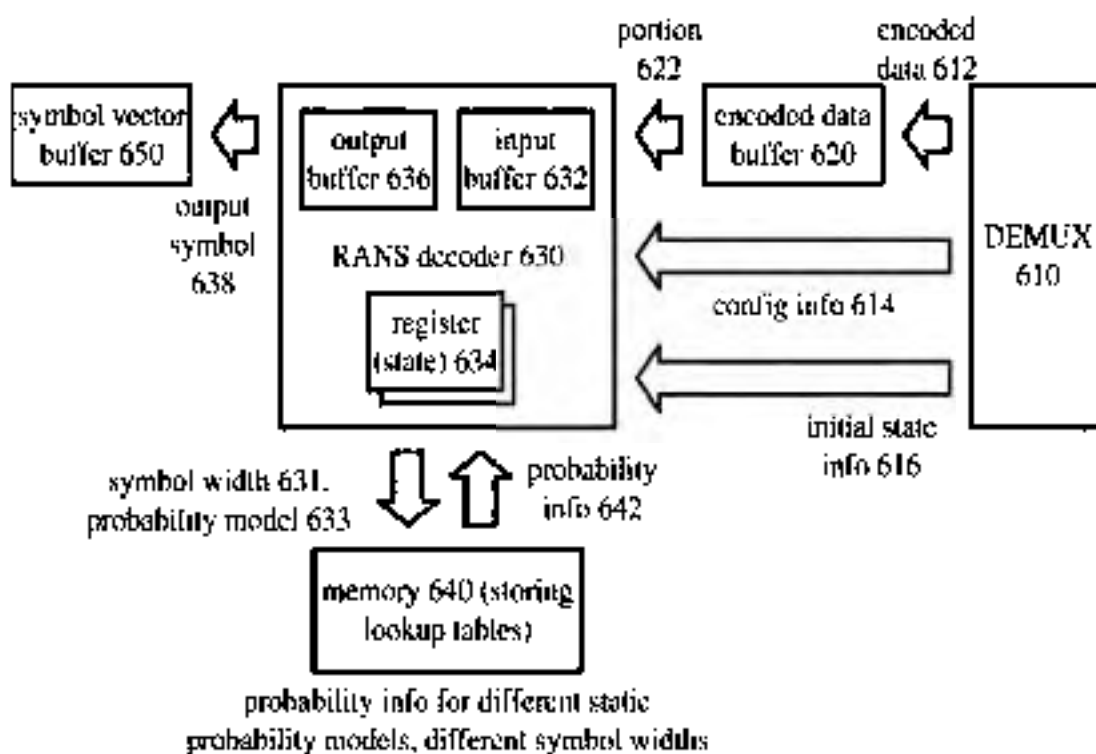 portion
622
encoded
data 612
symbol vector
buffer 650
output
buffer 636
input
buffer 632
encoded data
buffer 620
output
symbol
638
RANS decoder 630
DEMUX
610
config info 614
register
(state) 634
initial state
info 616
symbol width 631,
probability model 633
probability
info 642
memory 640 (storing
lookup tables)
probability info for different static
probability models, different symbol widths